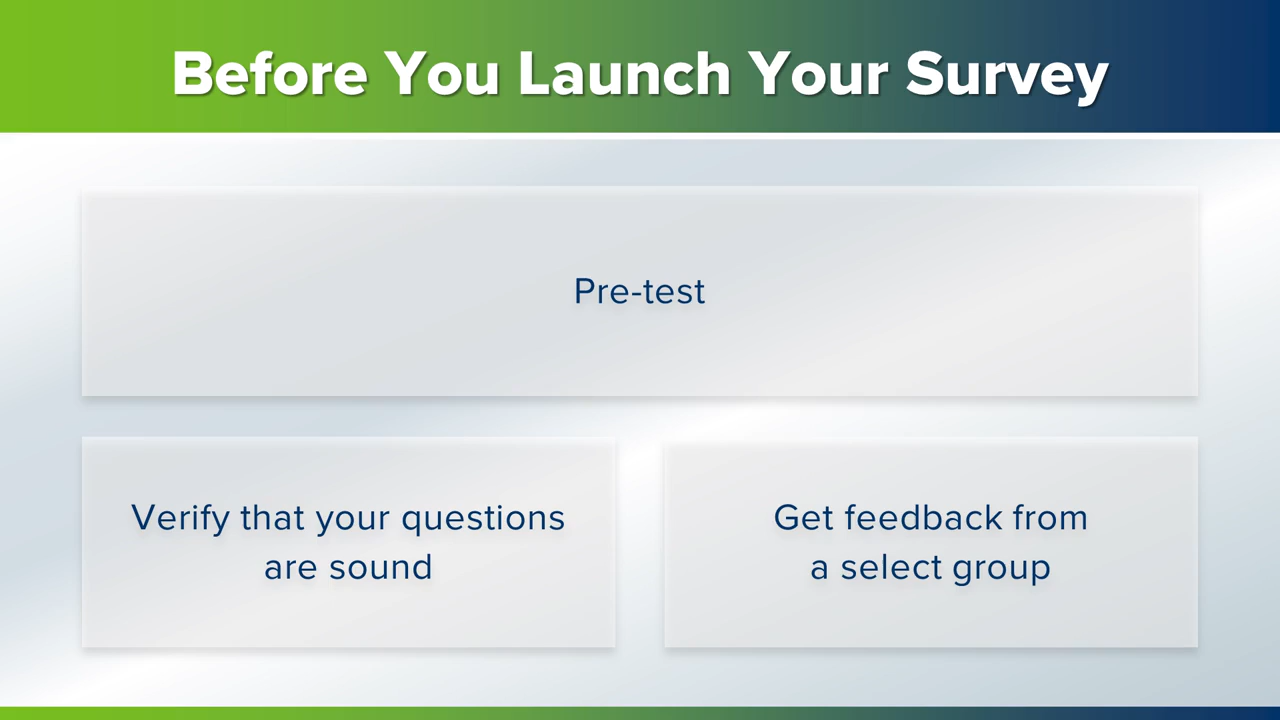 Before You Launch Your Survey
Pre-test
Verify that your questions
are sound
Get feedback from
a select group